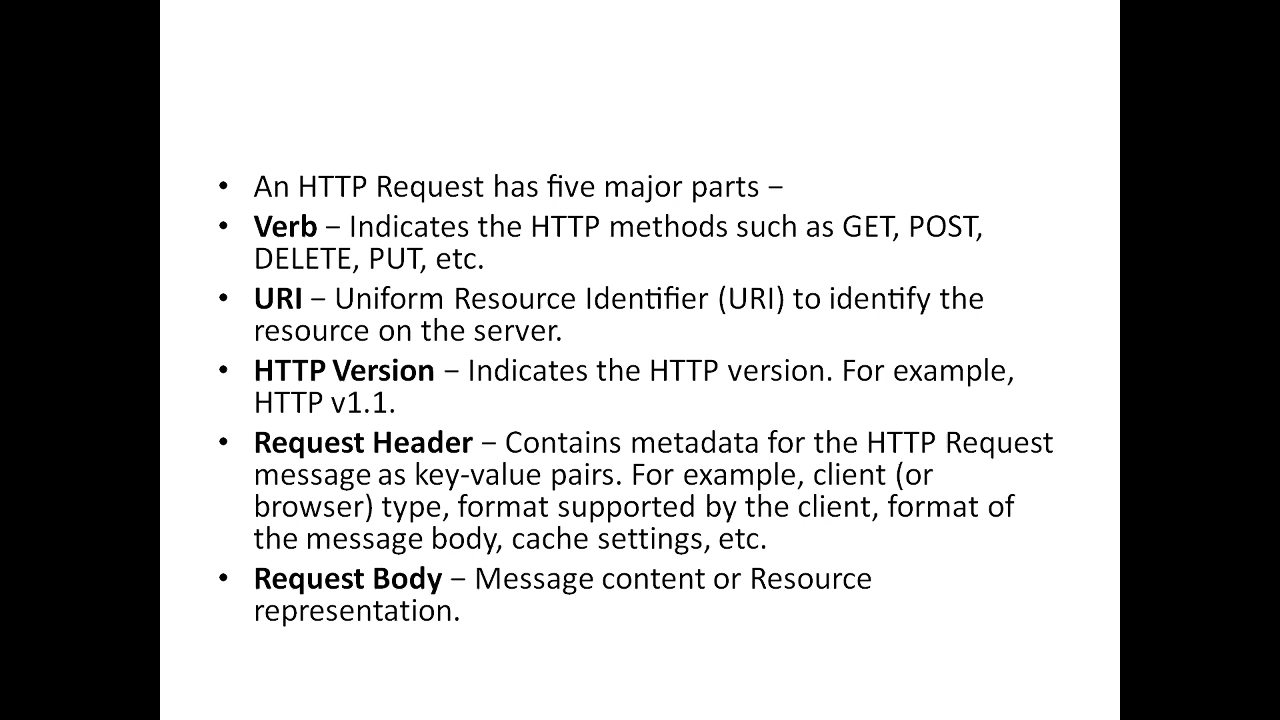 • An HTTP Request has five major parts −
• Verb − Indicates the HTTP methods such as GET, POST,
DELETE, PUT, etc.
• URI − Uniform Resource Identifier (URI) to identify the
resource on the server.
• HTTP Version − Indicates the HTTP version. For example,
HTTP v1.1.
• Request Header − Contains metadata for the HTTP Request
message as key-value pairs. For example, client (or
browser) type, format supported by the client, format of
the message body, cache settings, etc.
• Request Body − Message content or Resource
representation.